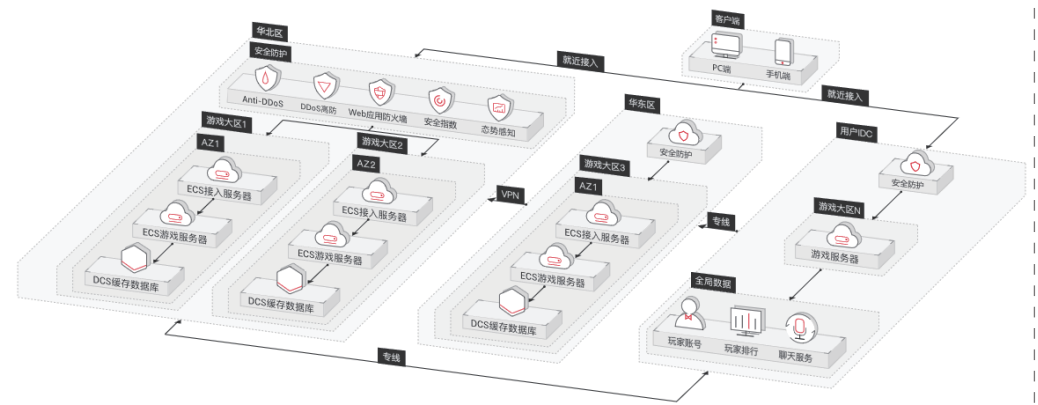 客户端
PC端
手机端
就近接入
就近接入
华北区
安全防护
Anti-DDoS
DDoS高防
Web应用防火墙
安全指数
态势感知
游戏大区1
AZ1
ECS接入服务器
ECS游戏服务器
DCS缓存数据库
游戏大区2
AZ2
ECS接入服务器
ECS游戏服务器
DCS缓存数据库
VPN
华东区
安全防护
游戏大区3
AZ1
ECS接入服务器
ECS游戏服务器
DCS缓存数据库
专线
用户IDC
安全防护
游戏大区N
游戏服务器
全局数据
玩家账号
玩家排行
聊天服务
专线